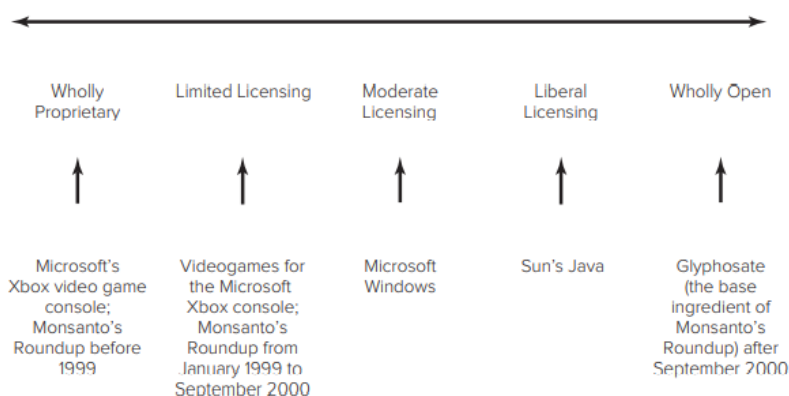 Wholly
Proprietary
Limited Licensing
Moderate
Licensing
Liberal
Licensing
Wholly Open
Microsoft's
Xbox video game
console;
Monsanto's
Roundup before
1999
Videogames for
the Microsoft
Xbox console;
Monsanto's
Roundup from
January 1999 to
September 2000
Microsoft
Windows
Sun's Java
Glyphosate
(the base
ingredient of
Monsanto's
Roundup) after
September 2000